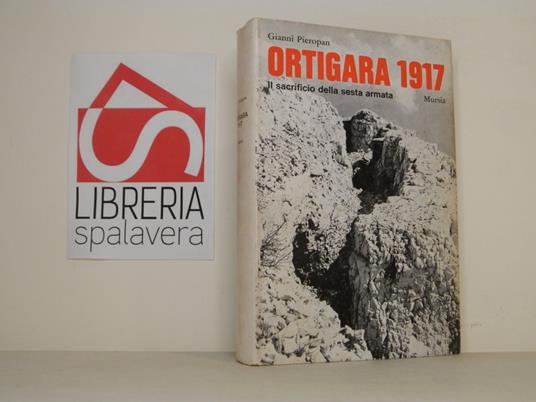 LIBRERIA
spalavera
Gianni Pieropan
ORTIGARA 1917
Il sacrificio della sesta armata
Mursia